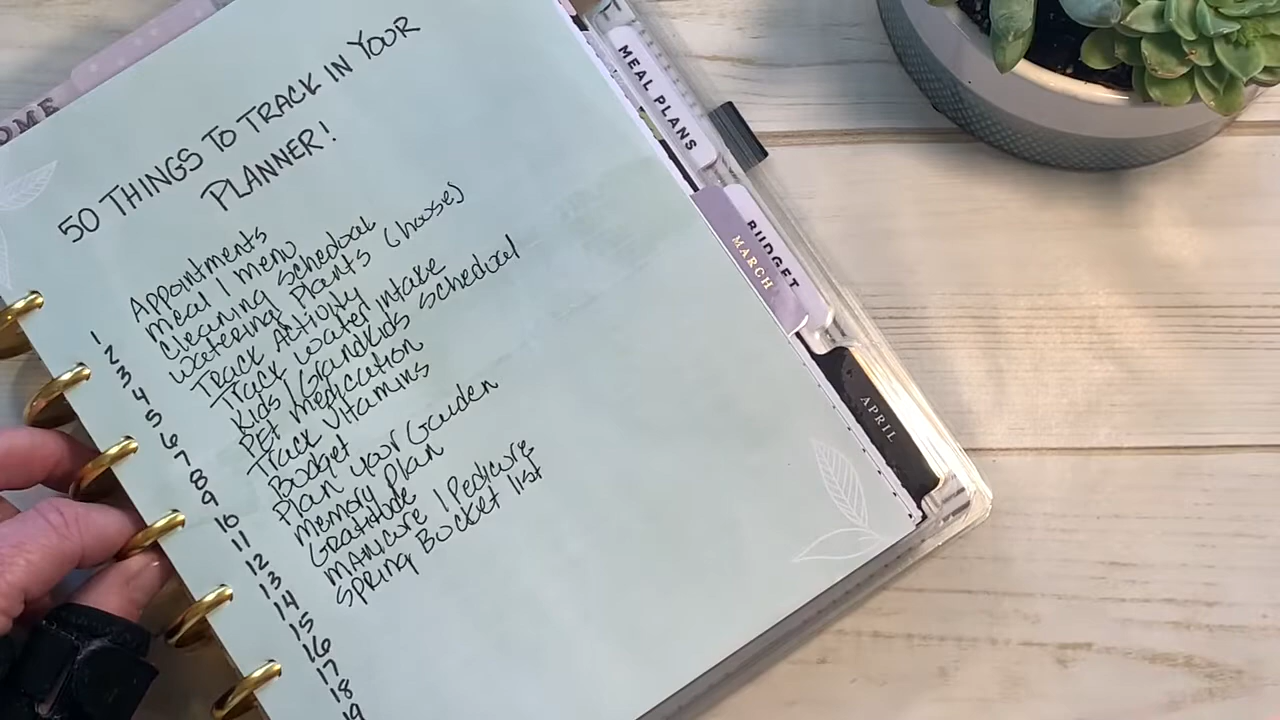 OME
50 THINGS TO TRACK IN YOUR
PLANNER!
1 Appointments
2 Meal / menu
3 Cleaning schedual
4 Watering Plants (house)
5 Track Activity
6 Track water intake
7 Kids / Grandkids schedual
8 PEt medication
9 Track vitamins
10 Budget
11 Plan your Gauden
12 Memory Plan
13 Gratitude
14 MANicure / Pedicure
15 Spring Bucket list
16
17
18
19
MEAL PLANS
BUDGET
MARCH
APRIL